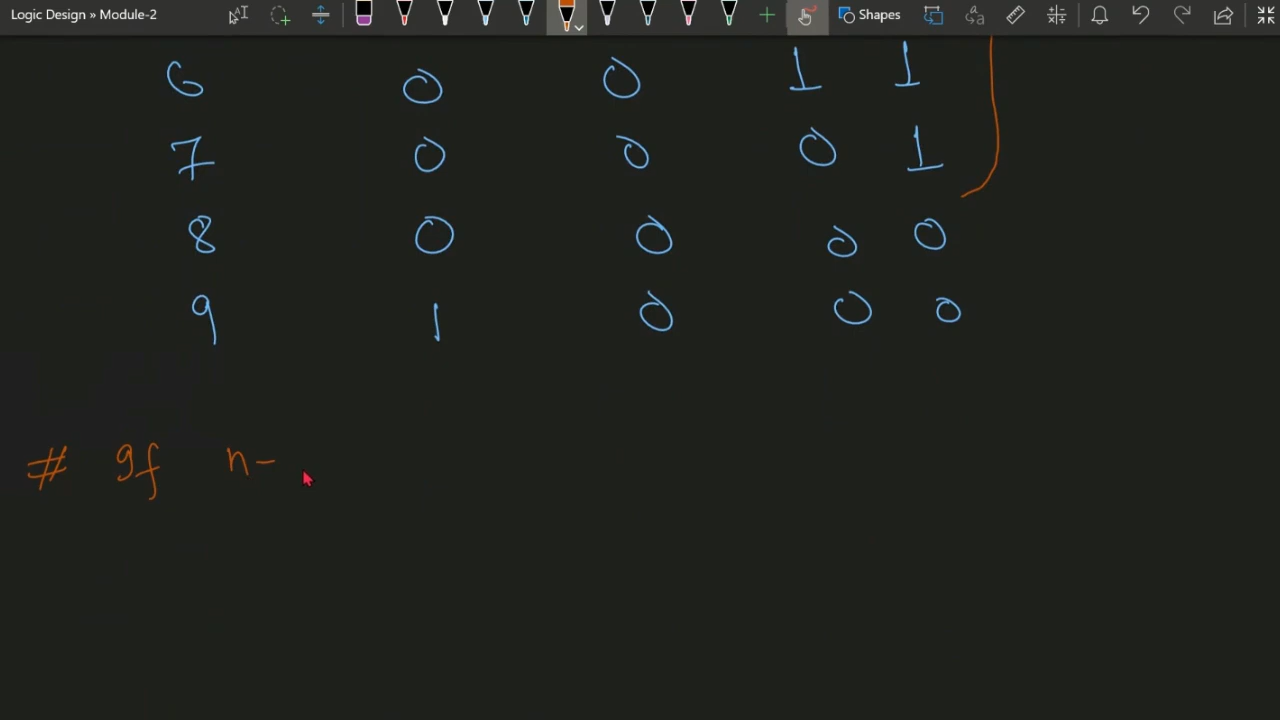 Logic Design » Module-2 Shapes
6 0 0 1 1
7 0 0 0 1
8 0 0 0 0
9 1 0 0 0
# If n-